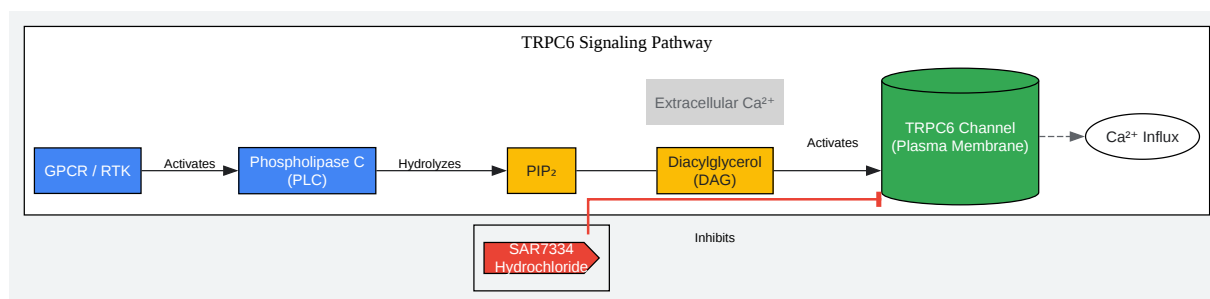 TRPC6 Signaling Pathway
Extracellular Ca²⁺
GPCR / RTK
Activates
Phospholipase C
(PLC)
Hydrolyzes
PIP₂
Diacylglycerol
(DAG)
Activates
TRPC6 Channel
(Plasma Membrane)
Ca²⁺ Influx
SAR7334
Hydrochloride
Inhibits